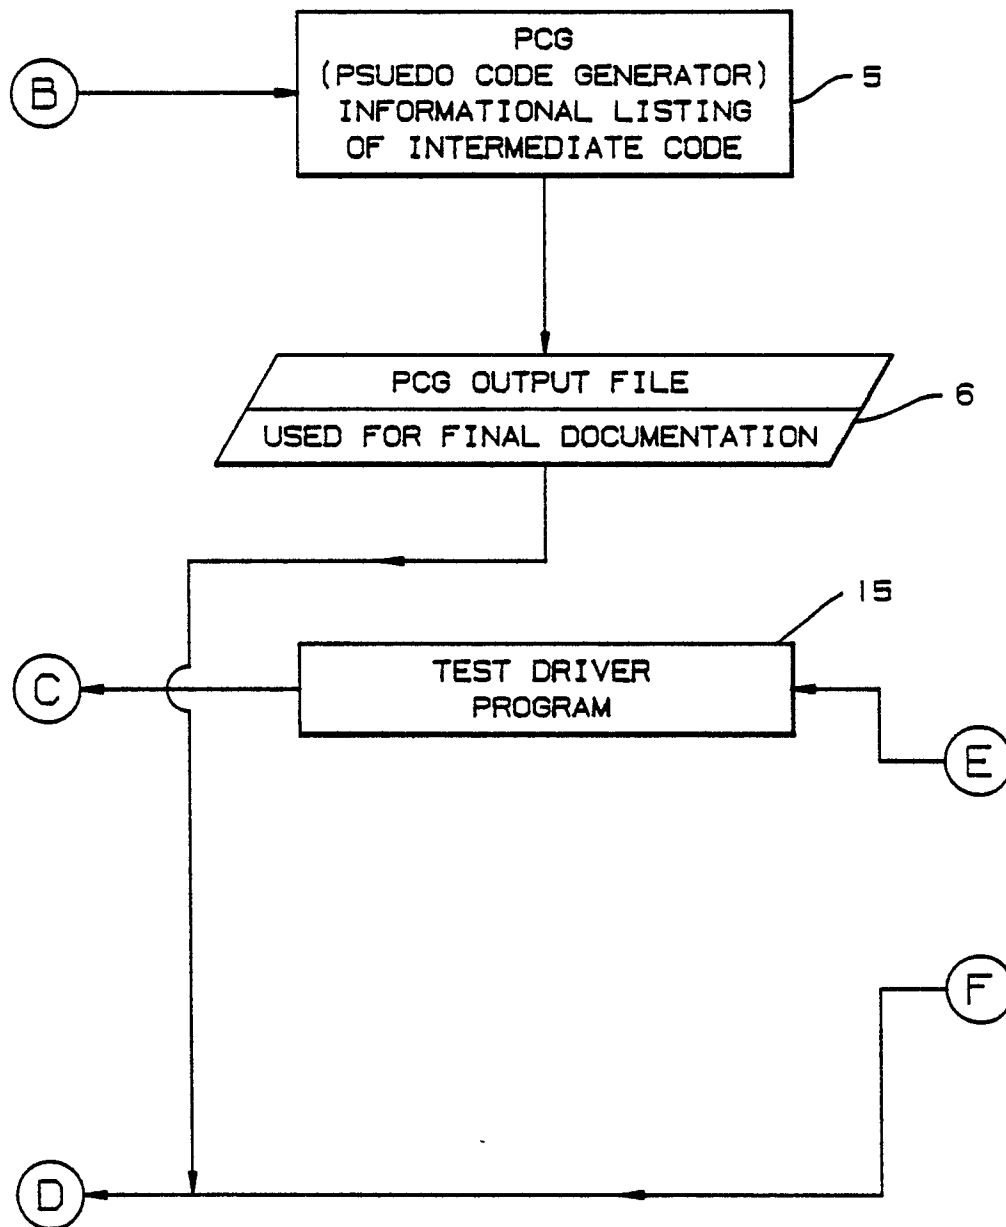 PCG
(PSUEDO CODE GENERATOR)
INFORMATIONAL LISTING
OF INTERMEDIATE CODE
5
B
PCG OUTPUT FILE
USED FOR FINAL DOCUMENTATION
6
15
TEST DRIVER
PROGRAM
C
E
F
D